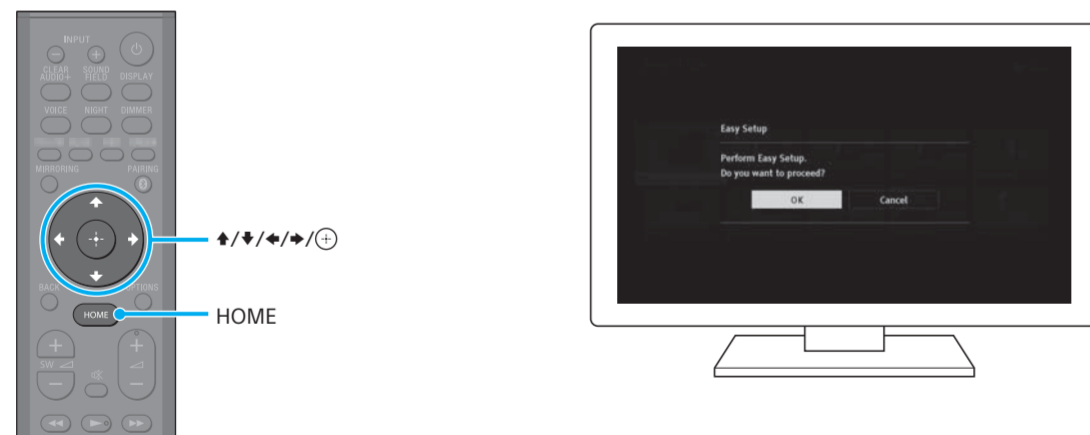 INPUT
CLEAR AUDIO+
SOUND FIELD
DISPLAY
VOICE NIGHT DIMMER
MIRRORING PAIRING
BACK OPTIONS
HOME
SW
↑/↓/←/→/
HOME
Easy Setup
Perform Easy Setup.
Do you want to proceed?
OK Cancel